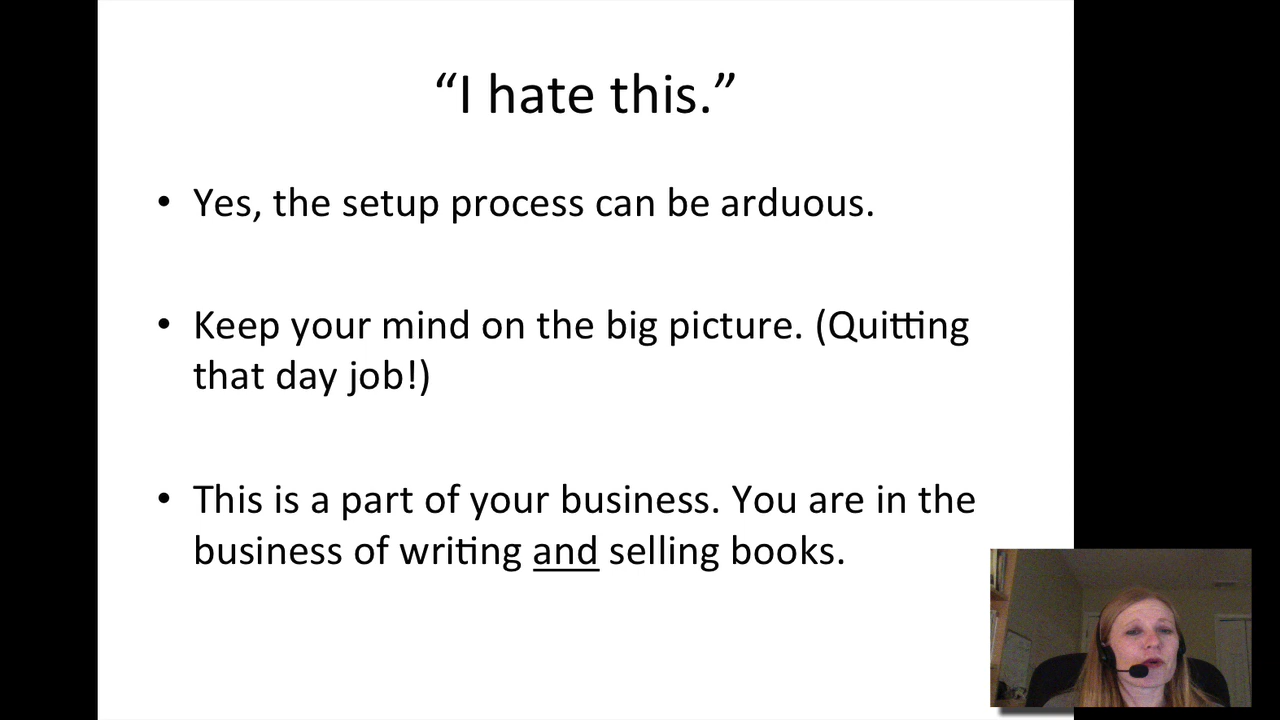 “I hate this.”
• Yes, the setup process can be arduous.
• Keep your mind on the big picture. (Quitting
that day job!)
• This is a part of your business. You are in the
business of writing and selling books.